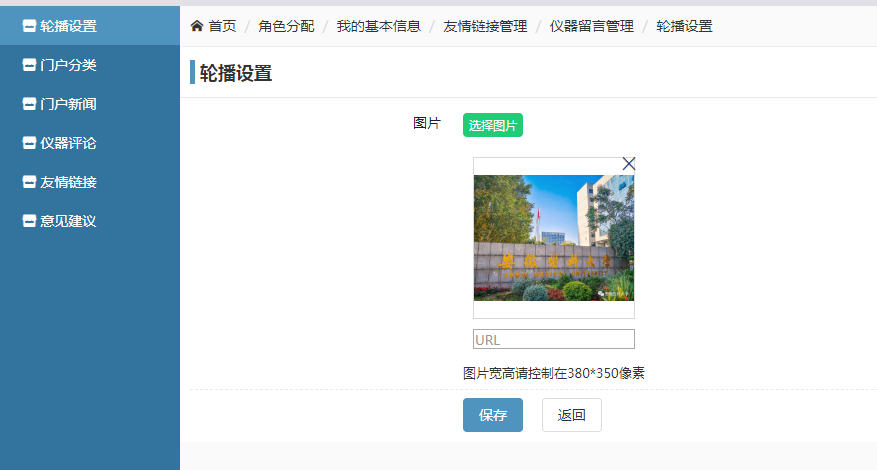 轮播设置
门户分类
门户新闻
仪器评论
友情链接
意见建议
首页 / 角色分配 / 我的基本信息 / 友情链接管理 / 仪器留言管理 / 轮播设置
轮播设置
图片 选择图片
URL
图片宽高请控制在380*350像素
保存 返回